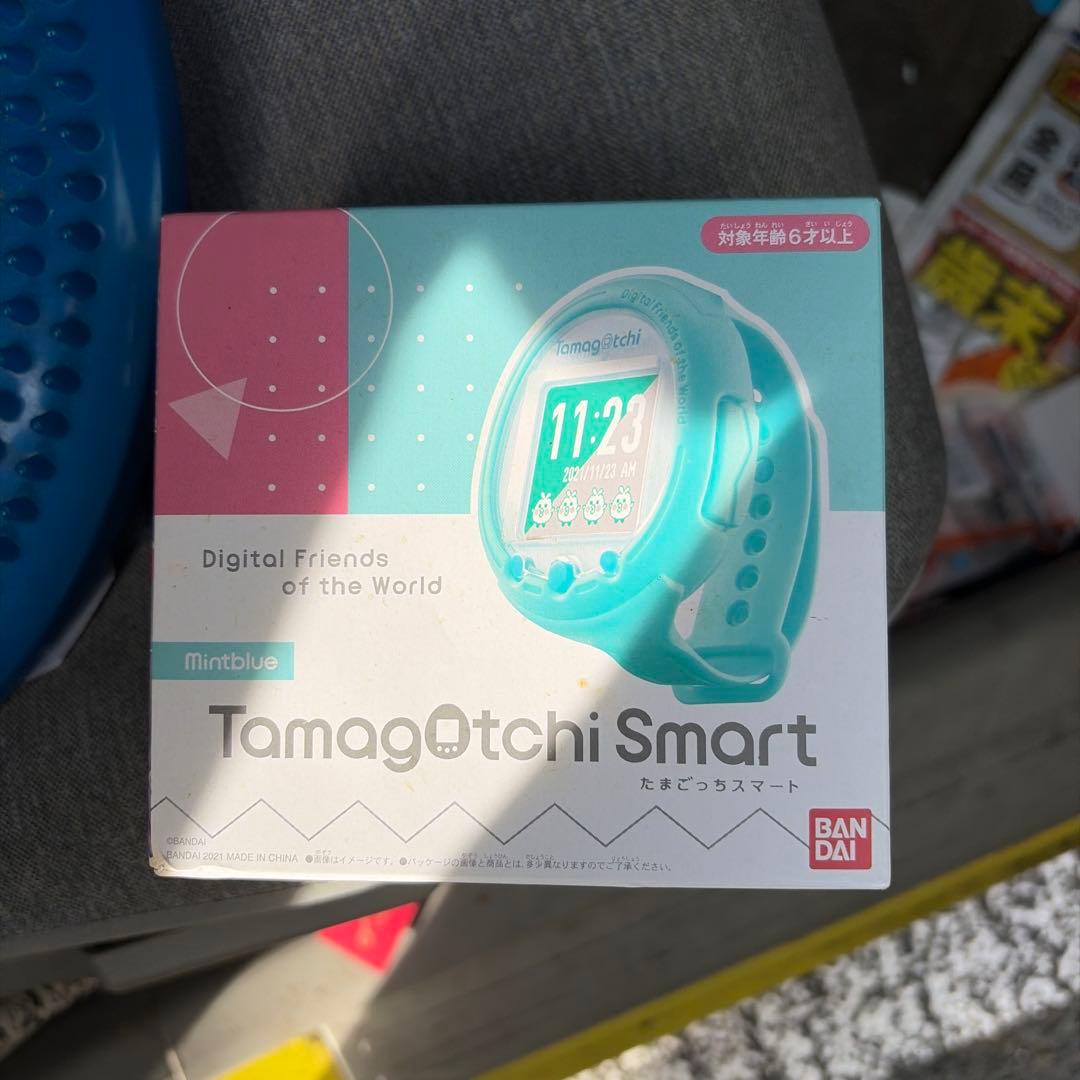 たいしょう ねん れい さい い じょう
対象年齢6才以上
Digital Friends of the World
Tamagotchi
11:23
2021/11/23 AM
Digital Friends
of the World
Mintblue
Tamagotchi Smart
たまごっちスマート
BAN
DAI
©BANDAI
BANDAI 2021 MADE IN CHINA ●画像はイメージです。 ●パッケージの画像と商品とは、多少異なりますのでご了承ください。
全
歳末